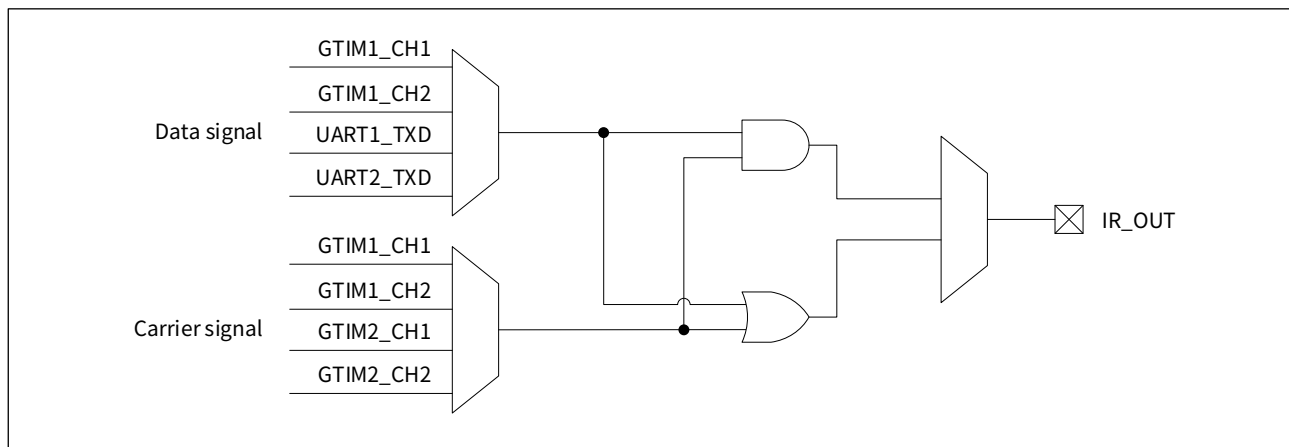 GTIM1_CH1
GTIM1_CH2
Data signal
UART1_TXD
UART2_TXD
IR_OUT
GTIM1_CH1
GTIM1_CH2
Carrier signal
GTIM2_CH1
GTIM2_CH2